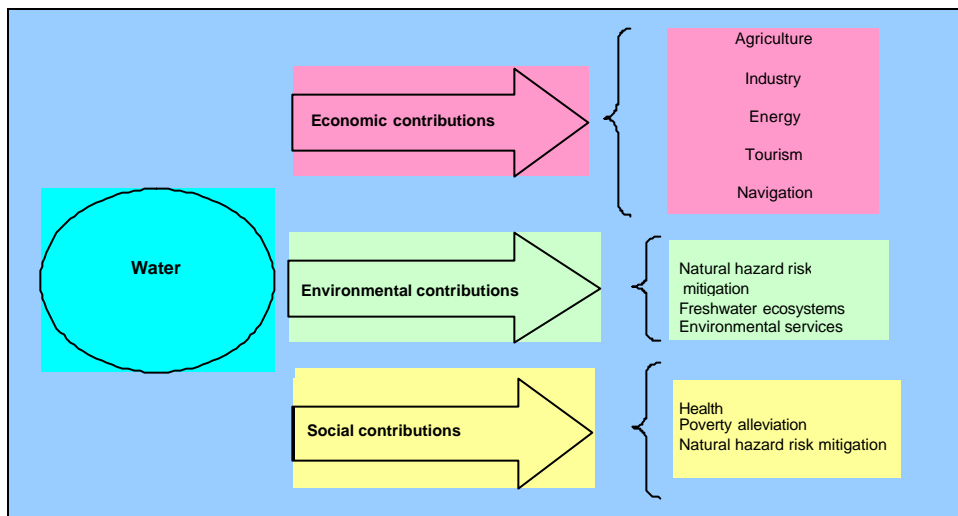 Economic contributions
Agriculture
Industry
Energy
Tourism
Navigation
Water
Environmental contributions
Natural hazard risk
mitigation
Freshwater ecosystems
Environmental services
Social contributions
Health
Poverty alleviation
Natural hazard risk mitigation